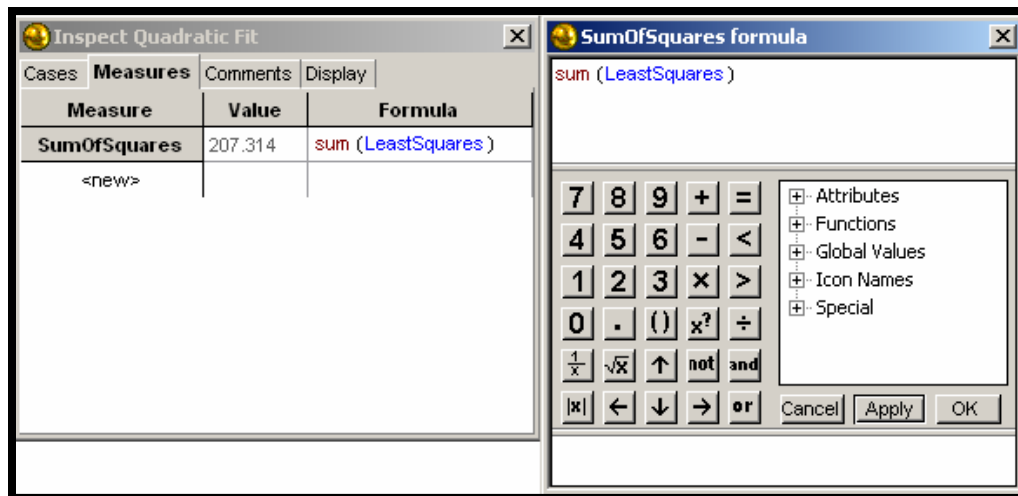 Inspect Quadratic Fit
Cases Measures Comments Display
Measure Value Formula
SumOfSquares 207.314 sum (LeastSquares)
<new>
SumOfSquares formula
sum (LeastSquares)
7 8 9 + =
4 5 6 - <
1 2 3 × >
0 . () x? ÷
1/x √x ↑ not and
|x| ← ↓ → or
Attributes
Functions
Global Values
Icon Names
Special
Cancel Apply OK